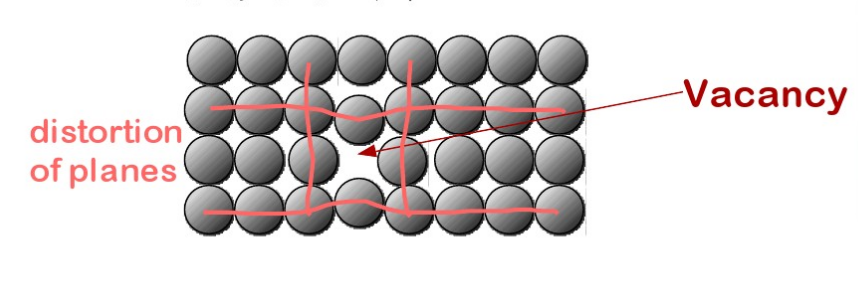 distortion
of planes
Vacancy